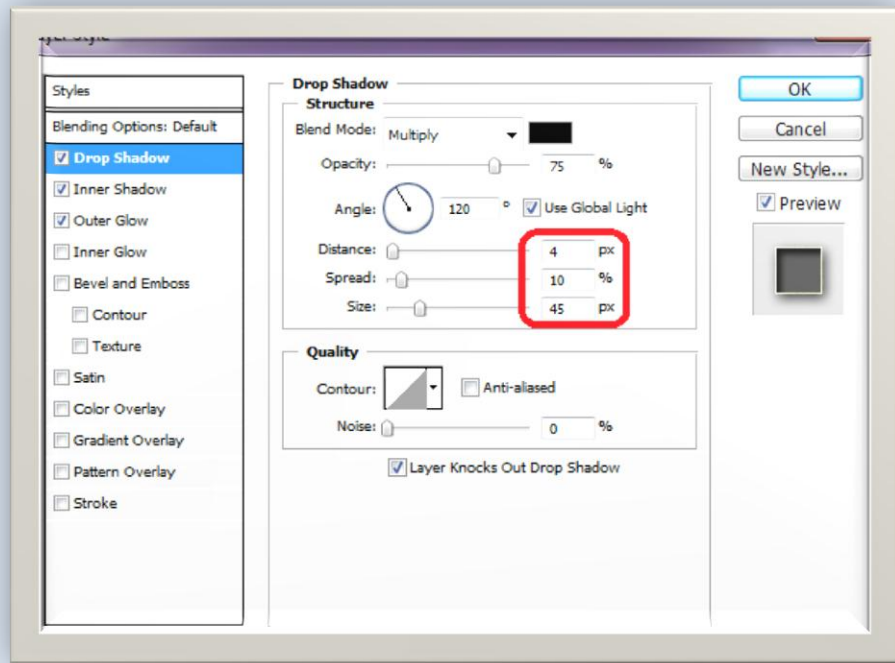 Styles
Blending Options: Default
Drop Shadow
Inner Shadow
Outer Glow
Inner Glow
Bevel and Emboss
Contour
Texture
Satin
Color Overlay
Gradient Overlay
Pattern Overlay
Stroke
Drop Shadow
Structure
Blend Mode: Multiply
Opacity: 75 %
Angle: 120 ° Use Global Light
Distance: 4 px
Spread: 10 %
Size: 45 px
Quality
Contour: Anti-aliased
Noise: 0 %
Layer Knocks Out Drop Shadow
OK
Cancel
New Style...
Preview